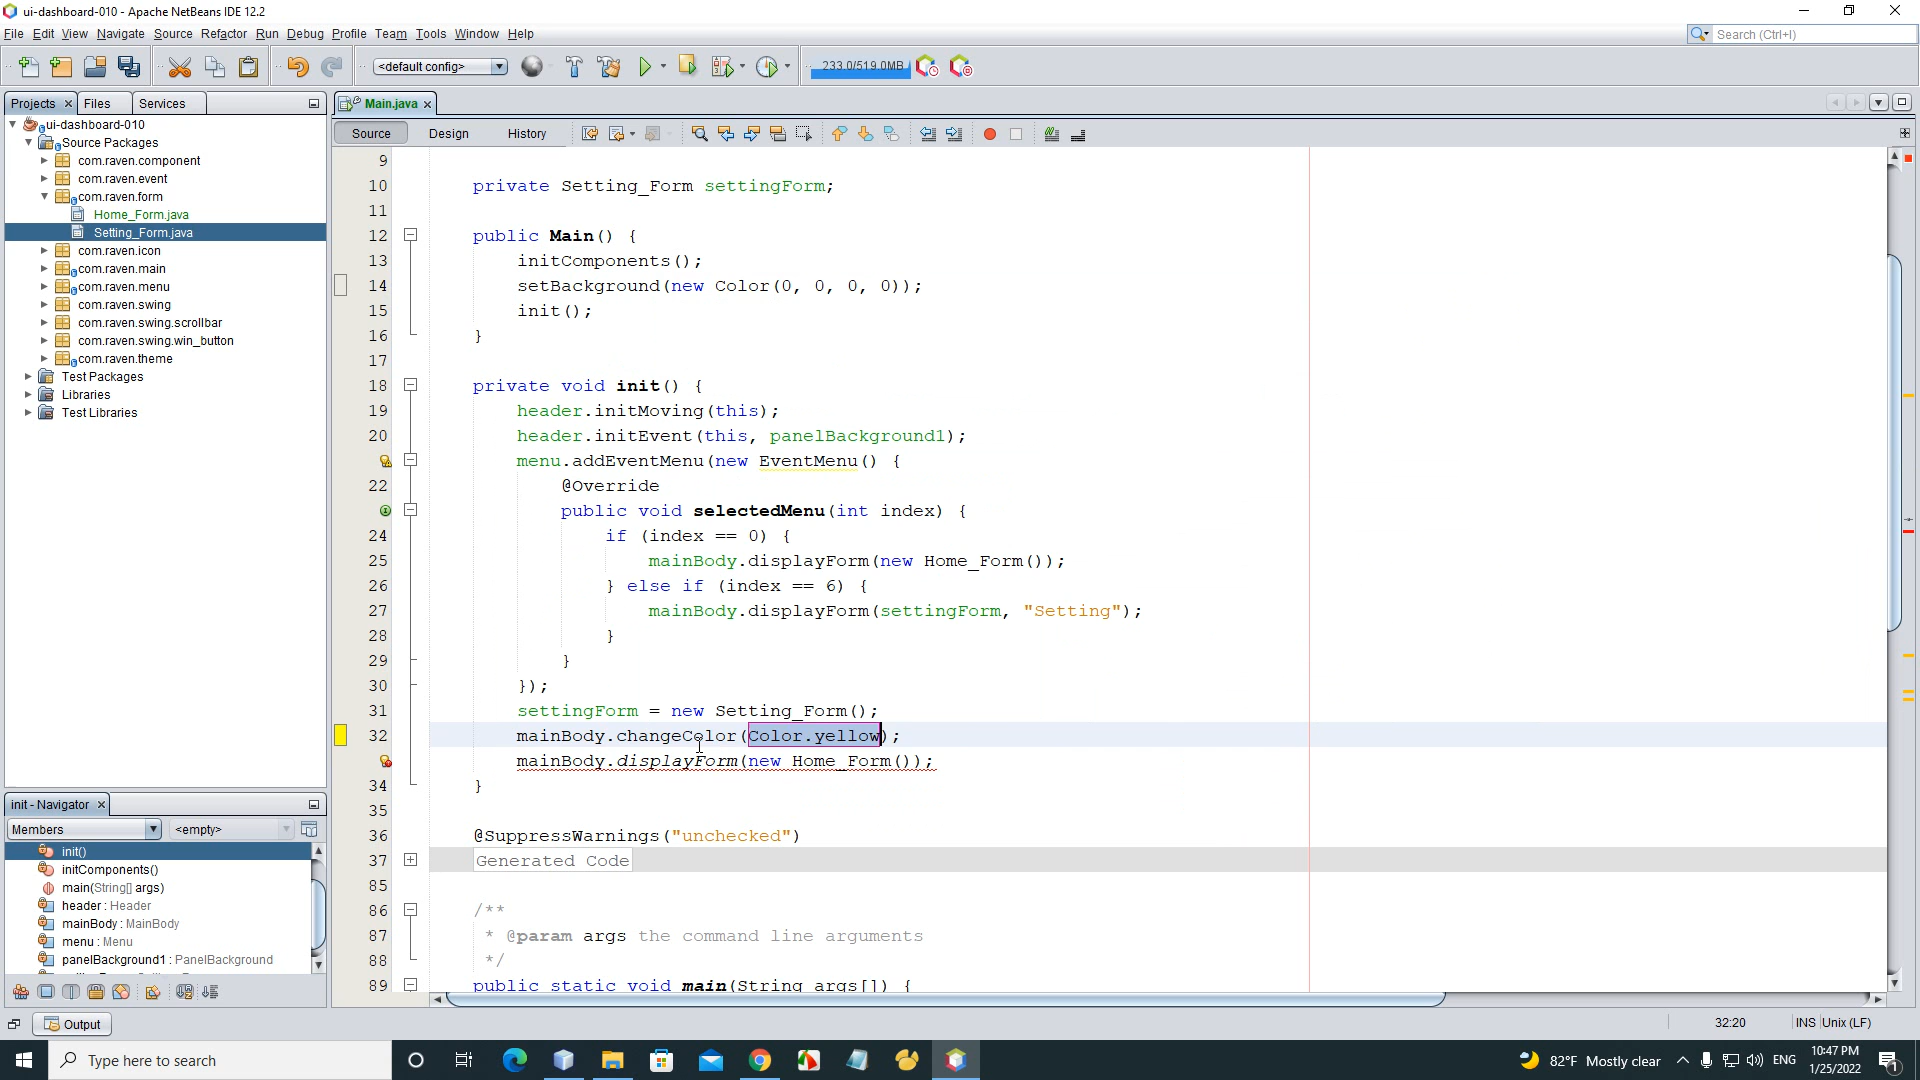 ui-dashboard-010 - Apache NetBeans IDE 12.2
File Edit View Navigate Source Refactor Run Debug Profile Team Tools Window Help
Search (Ctrl+I)
<default config>
233.0/519.0MB
Projects Files Services
Main.java
Source Design History
ui-dashboard-010
Source Packages
com.raven.component
com.raven.event
com.raven.form
Home_Form.java
Setting_Form.java
com.raven.icon
com.raven.main
com.raven.menu
com.raven.swing
com.raven.swing.scrollbar
com.raven.swing.win_button
com.raven.theme
Test Packages
Libraries
Test Libraries
9
10 private Setting_Form settingForm;
11
12 public Main() {
13 initComponents();
14 setBackground(new Color(0, 0, 0, 0));
15 init();
16 }
17
18 private void init() {
19 header.initMoving(this);
20 header.initEvent(this, panelBackground1);
menu.addEventMenu(new EventMenu() {
22 @Override
public void selectedMenu(int index) {
24 if (index == 0) {
25 mainBody.displayForm(new Home_Form());
26 } else if (index == 6) {
27 mainBody.displayForm(settingForm, "Setting");
28 }
29 }
30 });
31 settingForm = new Setting_Form();
32 mainBody.changeColor(Color.yellow);
mainBody.displayForm(new Home_Form());
34 }
35
36 @SuppressWarnings("unchecked")
37 Generated Code
85
86 /**
87 * @param args the command line arguments
88 */
89 public static void main(String args[]) {
init - Navigator
Members <empty>
init()
initComponents()
main(String[] args)
header : Header
mainBody : MainBody
menu : Menu
panelBackground1 : PanelBackground
Output
32:20 INS Unix (LF)
Type here to search
82°F Mostly clear ENG
10:47 PM
1/25/2022
1